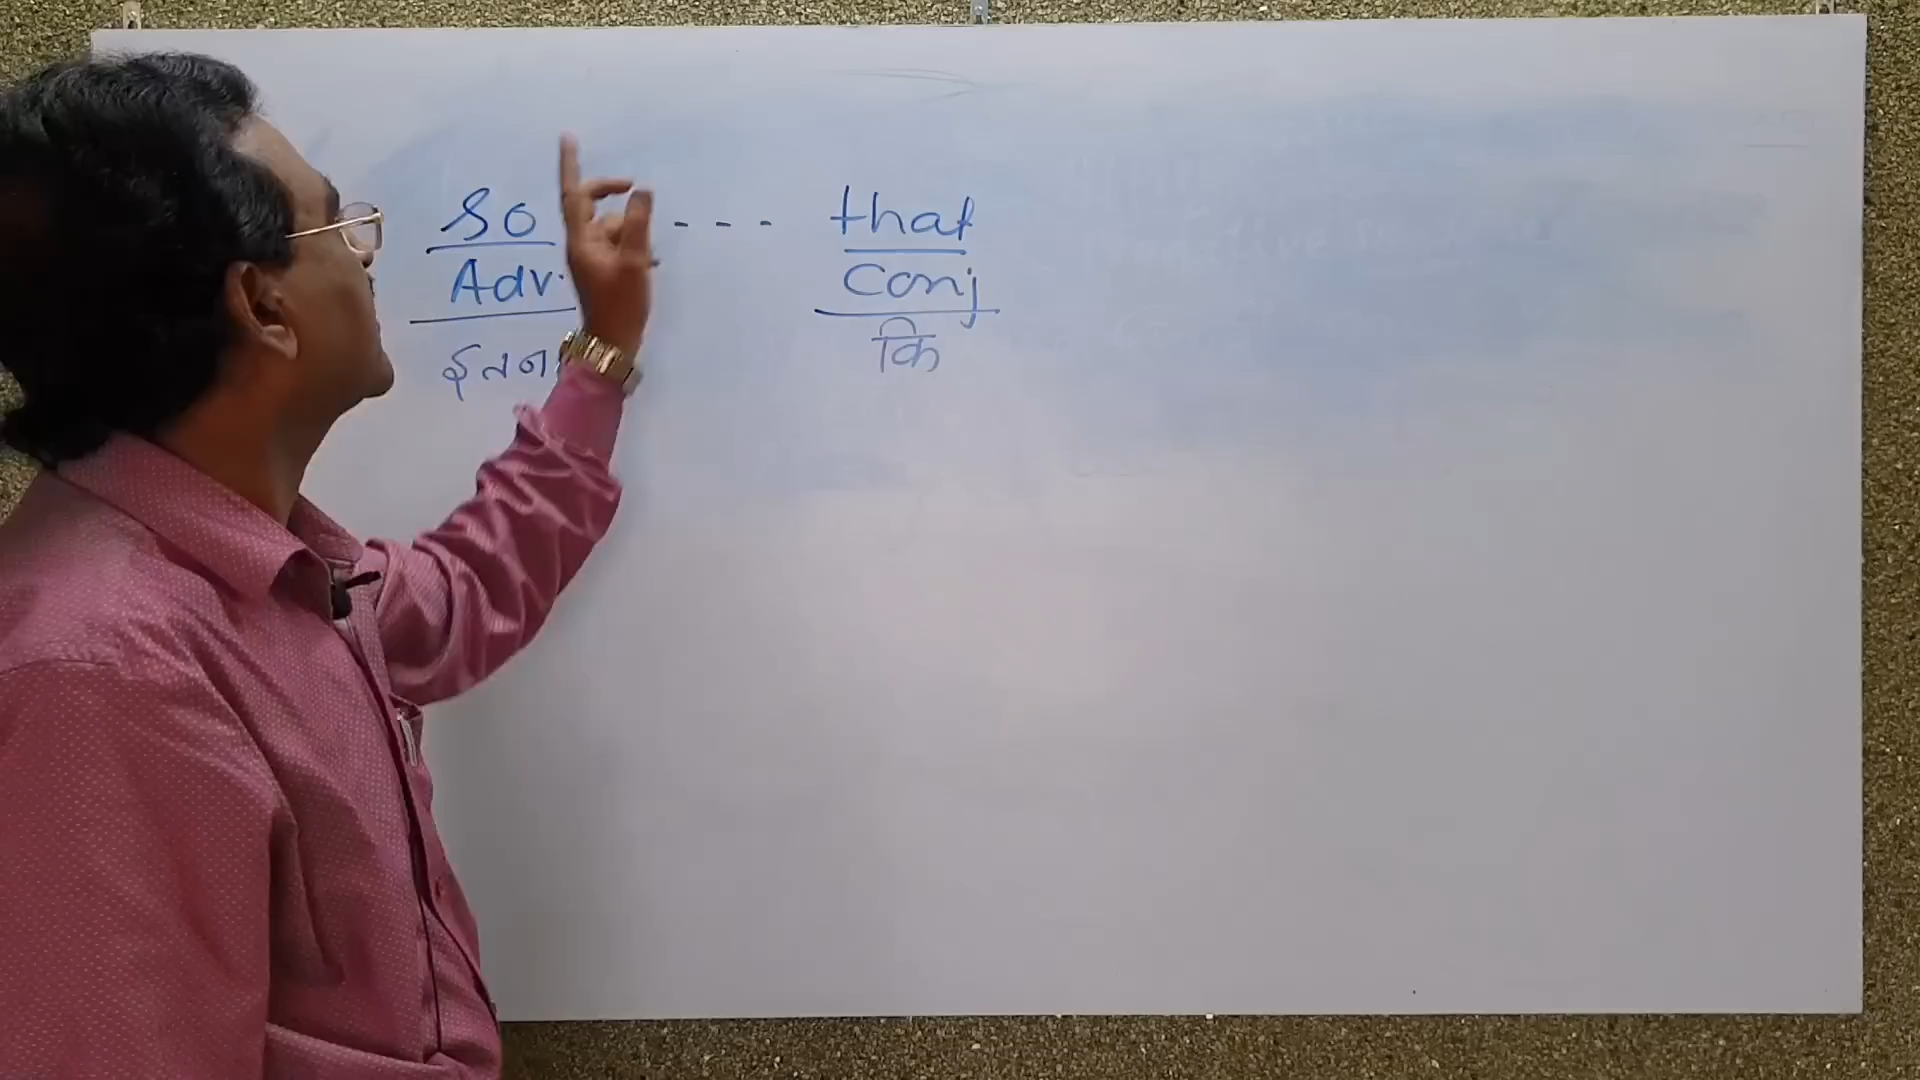 So - - - that
Adv. Conj
इतना कि